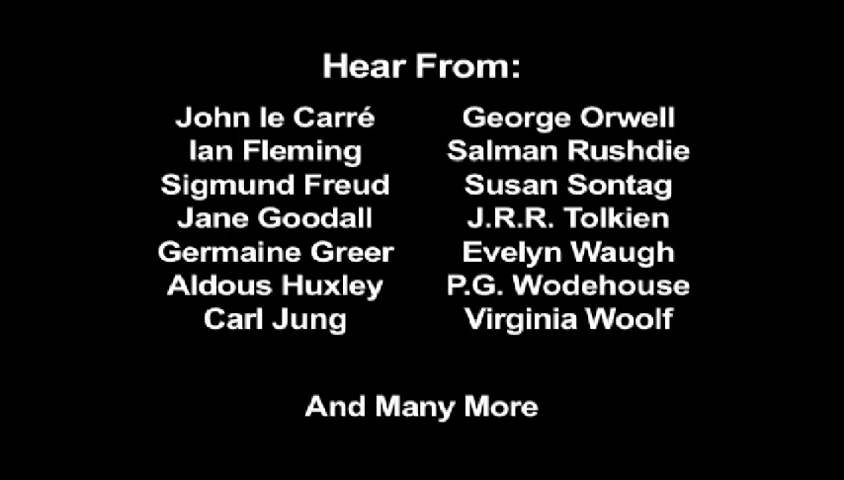 Hear From:
John le Carré
Ian Fleming
Sigmund Freud
Jane Goodall
Germaine Greer
Aldous Huxley
Carl Jung
George Orwell
Salman Rushdie
Susan Sontag
J.R.R. Tolkien
Evelyn Waugh
P.G. Wodehouse
Virginia Woolf
And Many More